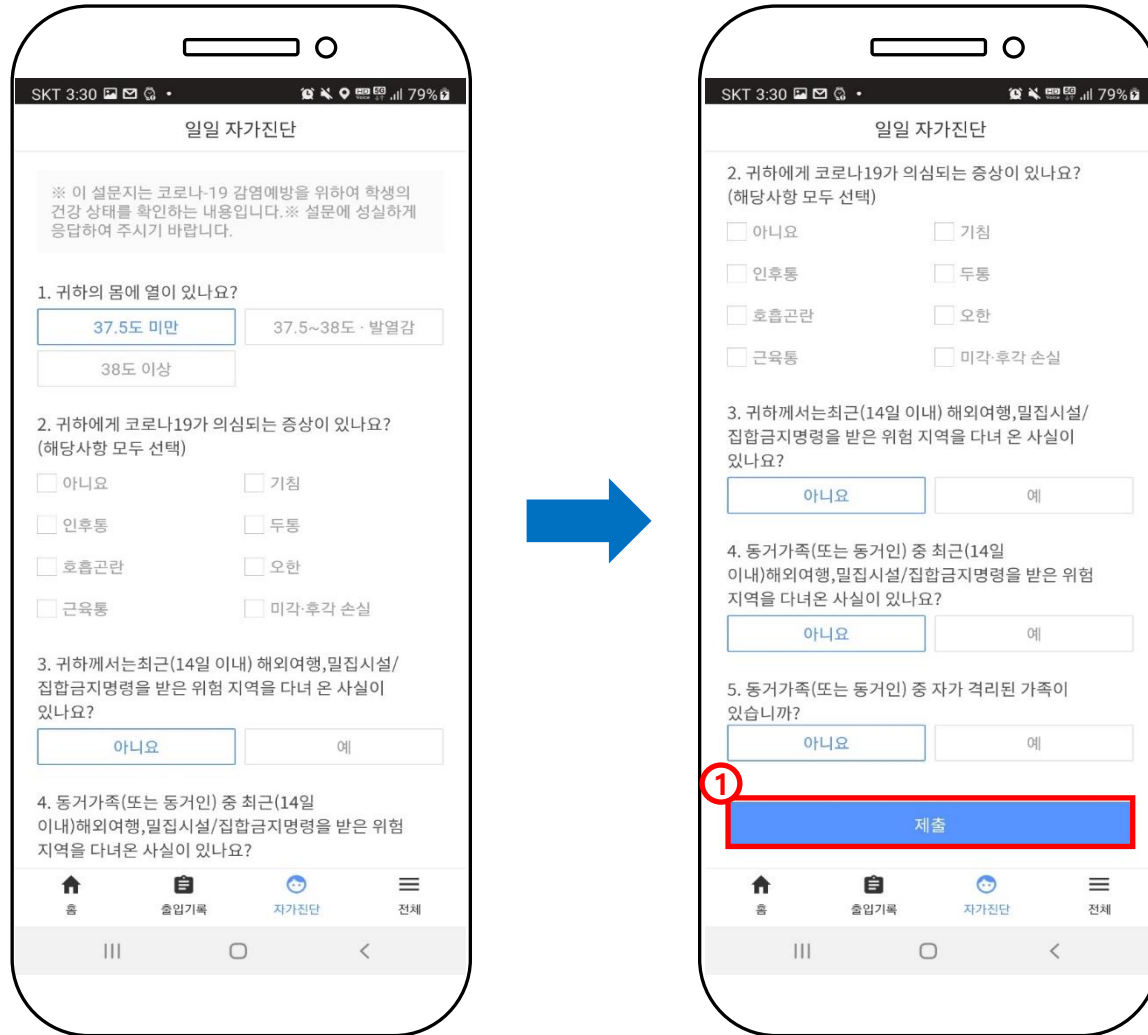 SKT 3:30
79%
일일 자가진단
※ 이 설문지는 코로나-19 감염예방을 위하여 학생의
건강 상태를 확인하는 내용입니다.※ 설문에 성실하게
응답하여 주시기 바랍니다.
1. 귀하의 몸에 열이 있나요?
37.5도 미만
37.5~38도 · 발열감
38도 이상
2. 귀하에게 코로나19가 의심되는 증상이 있나요?
(해당사항 모두 선택)
아니요
기침
인후통
두통
호흡곤란
오한
근육통
미각·후각 손실
3. 귀하께서는최근(14일 이내) 해외여행,밀집시설/
집합금지명령을 받은 위험 지역을 다녀 온 사실이
있나요?
아니요
예
4. 동거가족(또는 동거인) 중 최근(14일
이내)해외여행,밀집시설/집합금지명령을 받은 위험
지역을 다녀온 사실이 있나요?
홈
출입기록
자가진단
전체
SKT 3:30
79%
일일 자가진단
2. 귀하에게 코로나19가 의심되는 증상이 있나요?
(해당사항 모두 선택)
아니요
기침
인후통
두통
호흡곤란
오한
근육통
미각·후각 손실
3. 귀하께서는최근(14일 이내) 해외여행,밀집시설/
집합금지명령을 받은 위험 지역을 다녀 온 사실이
있나요?
아니요
예
4. 동거가족(또는 동거인) 중 최근(14일
이내)해외여행,밀집시설/집합금지명령을 받은 위험
지역을 다녀온 사실이 있나요?
아니요
예
5. 동거가족(또는 동거인) 중 자가 격리된 가족이
있습니까?
아니요
예
1
제출
홈
출입기록
자가진단
전체